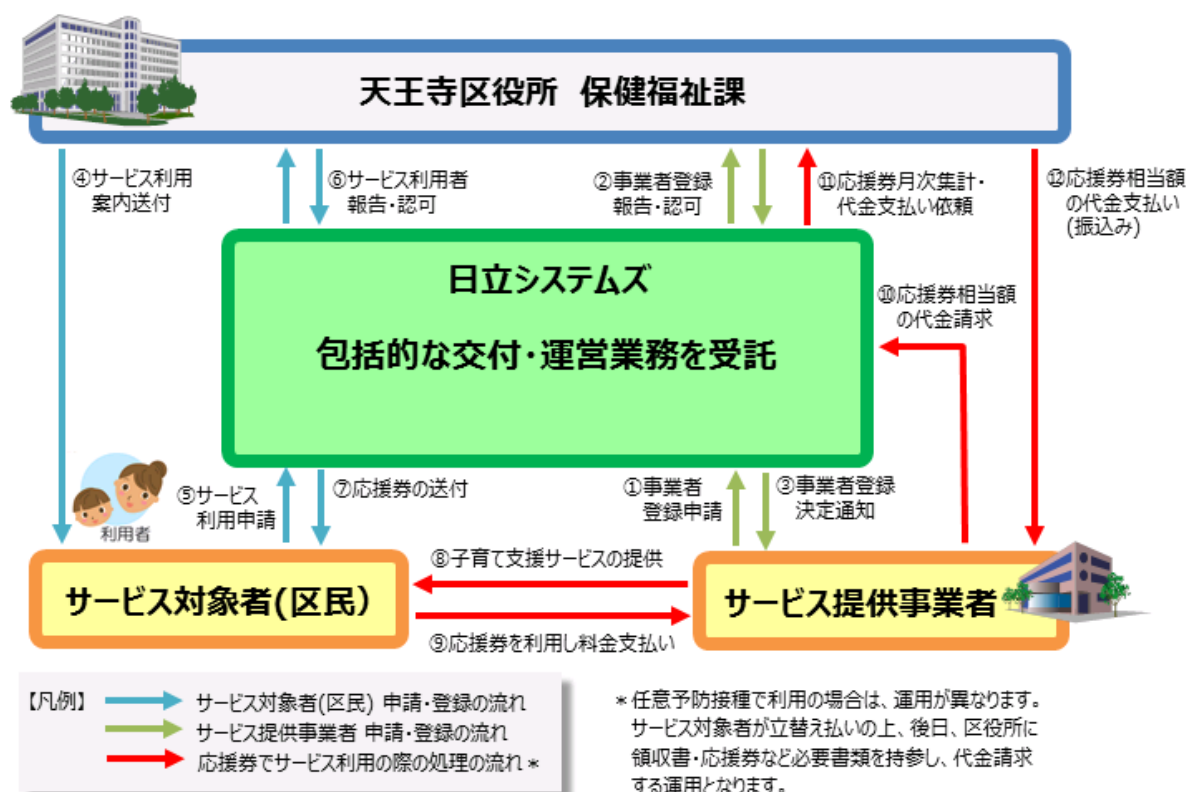 天王寺区役所 保健福祉課
④サービス利用
案内送付
⑥サービス利用者
報告・認可
②事業者登録
報告・認可
⑪応援券月次集計・
代金支払い依頼
⑫応援券相当額
の代金支払い
(振込み)
日立システムズ
包括的な交付・運営業務を受託
⑩応援券相当額
の代金請求
利用者
⑤サービス
利用申請
⑦応援券の送付
①事業者
登録申請
③事業者登録
決定通知
⑧子育て支援サービスの提供
サービス対象者(区民）
サービス提供事業者
⑨応援券を利用し料金支払い
【凡例】
サービス対象者(区民) 申請・登録の流れ
サービス提供事業者 申請・登録の流れ
応援券でサービス利用の際の処理の流れ＊
＊任意予防接種で利用の場合は、運用が異なります。
サービス対象者が立替え払いの上、後日、区役所に
領収書・応援券など必要書類を持参し、代金請求
する運用となります。